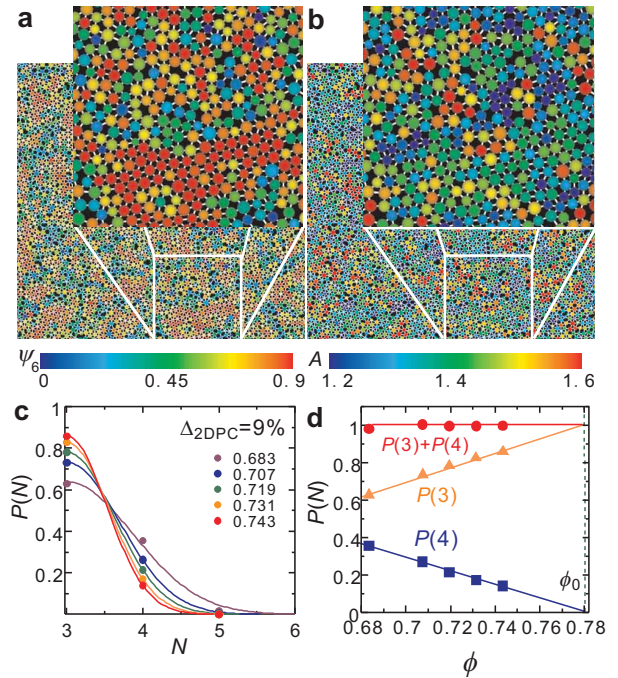 a b
ψ6 0 0.45 0.9 A 1.2 1.4 1.6
c d
1
0.8
0.6
0.4
0.2
P(N)
3 4 5 6
N
Δ2DPC=9%
0.683
0.707
0.719
0.731
0.743
1
0.8
0.6
0.4
0.2
0
P(N)
P(3)+P(4)
P(3)
P(4)
ϕ0
0.68 0.7 0.72 0.74 0.76 0.78
ϕ